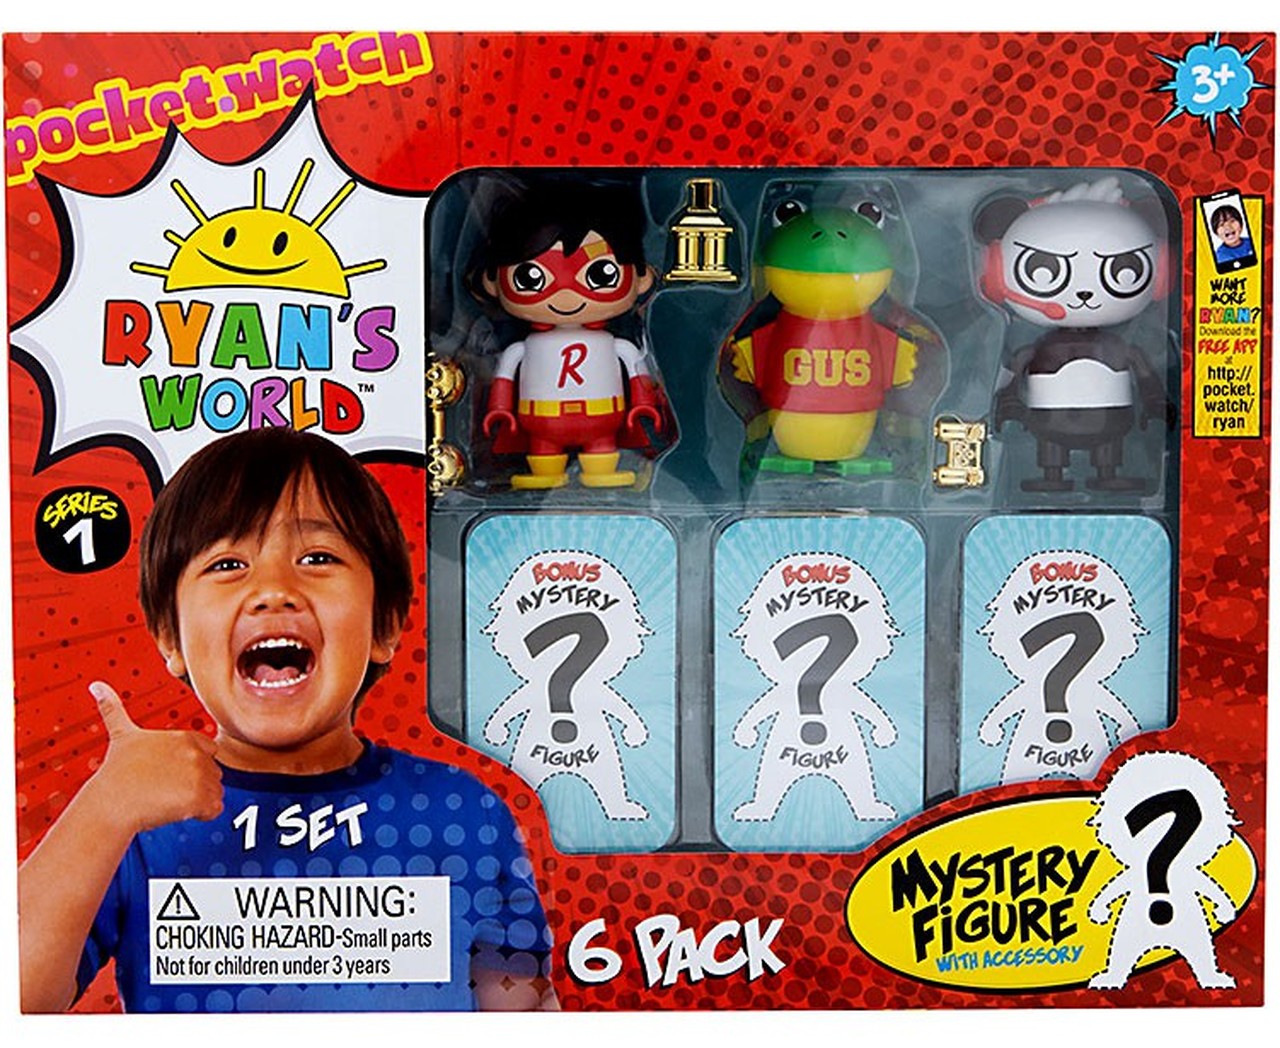 pocket.watch
3+
RYAN'S
WORLD™
SERIES
1
R
GUS
WANT
MORE
RYAN?
Download the
FREE APP
at
http://
pocket.
watch/
ryan
BONUS
MYSTERY
?
FIGURE
BONUS
MYSTERY
?
FIGURE
BONUS
MYSTERY
?
FIGURE
1 SET
WARNING:
CHOKING HAZARD-Small parts
Not for children under 3 years
6 PACK
MYSTERY
FIGURE
WITH ACCESSORY
?